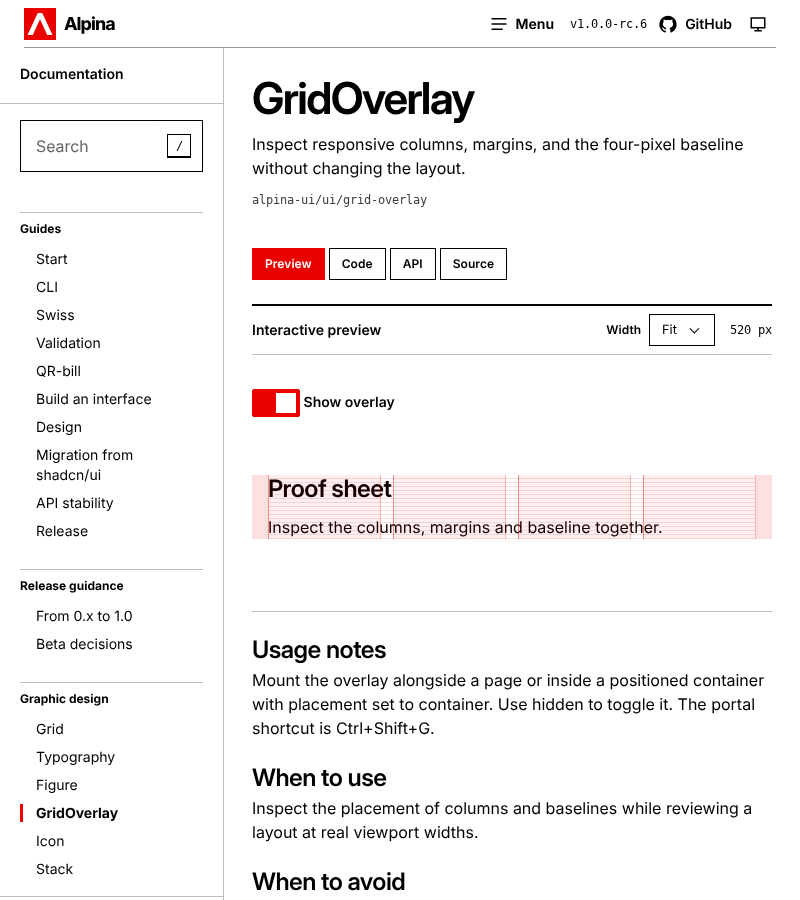 Alpina
Menu
v1.0.0-rc.6
GitHub
Documentation
Search
/
Guides
Start
CLI
Swiss
Validation
QR-bill
Build an interface
Design
Migration from
shadcn/ui
API stability
Release
Release guidance
From 0.x to 1.0
Beta decisions
Graphic design
Grid
Typography
Figure
GridOverlay
Icon
Stack
GridOverlay
Inspect responsive columns, margins, and the four-pixel baseline
without changing the layout.
alpina-ui/ui/grid-overlay
Preview
Code
API
Source
Interactive preview
Width
Fit
520 px
Show overlay
Proof sheet
Inspect the columns, margins and baseline together.
Usage notes
Mount the overlay alongside a page or inside a positioned container
with placement set to container. Use hidden to toggle it. The portal
shortcut is Ctrl+Shift+G.
When to use
Inspect the placement of columns and baselines while reviewing a
layout at real viewport widths.
When to avoid